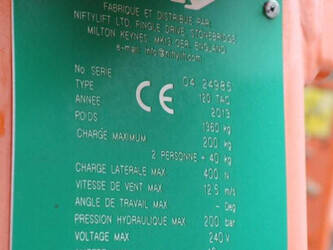 FABRIQUE ET DISTRIBUE PAR:
NIFTYLIFT LTD, FINGLE DRIVE, STONEBRIDGE
MILTON KEYNES, MK13 0ER, ENGLAND
e-mail: info@niftylift.com
No SERIE 04 24985
TYPE 120 TAC
ANNEE 2013
POIDS 1360 kg
CE
CHARGE MAXIMUM 200 kg
2 PERSONNE + 40 kg
CHARGE LATERALE MAX 400 N
VITESSE DE VENT MAX 12.5 m/s
ANGLE DE TRAVAIL MAX - Deg
PRESSION HYDRAULIQUE MAX 200 bar
VOLTAGE MAX 240 V